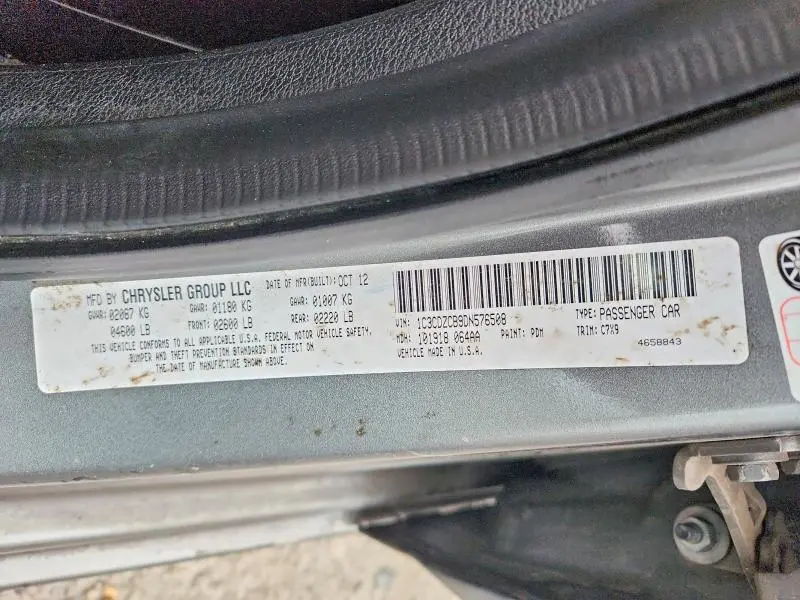 MFD BY CHRYSLER GROUP LLC DATE OF MFR(BUILT): OCT 12
GVWR: 02087 KG GAWR: 01180 KG GAWR: 01007 KG
04600 LB FRONT: 02600 LB REAR: 02220 LB
THIS VEHICLE CONFORMS TO ALL APPLICABLE U.S.A. FEDERAL MOTOR VEHICLE SAFETY,
BUMPER AND THEFT PREVENTION STANDARDS IN EFFECT ON
THE DATE OF MANUFACTURE SHOWN ABOVE.
VIN: 1C3CDZCB9DN576508 TYPE: PASSENGER CAR
MDH: 101818 064AA PAINT: PDM TRIM: C7X9
VEHICLE MADE IN U.S.A. 4658843